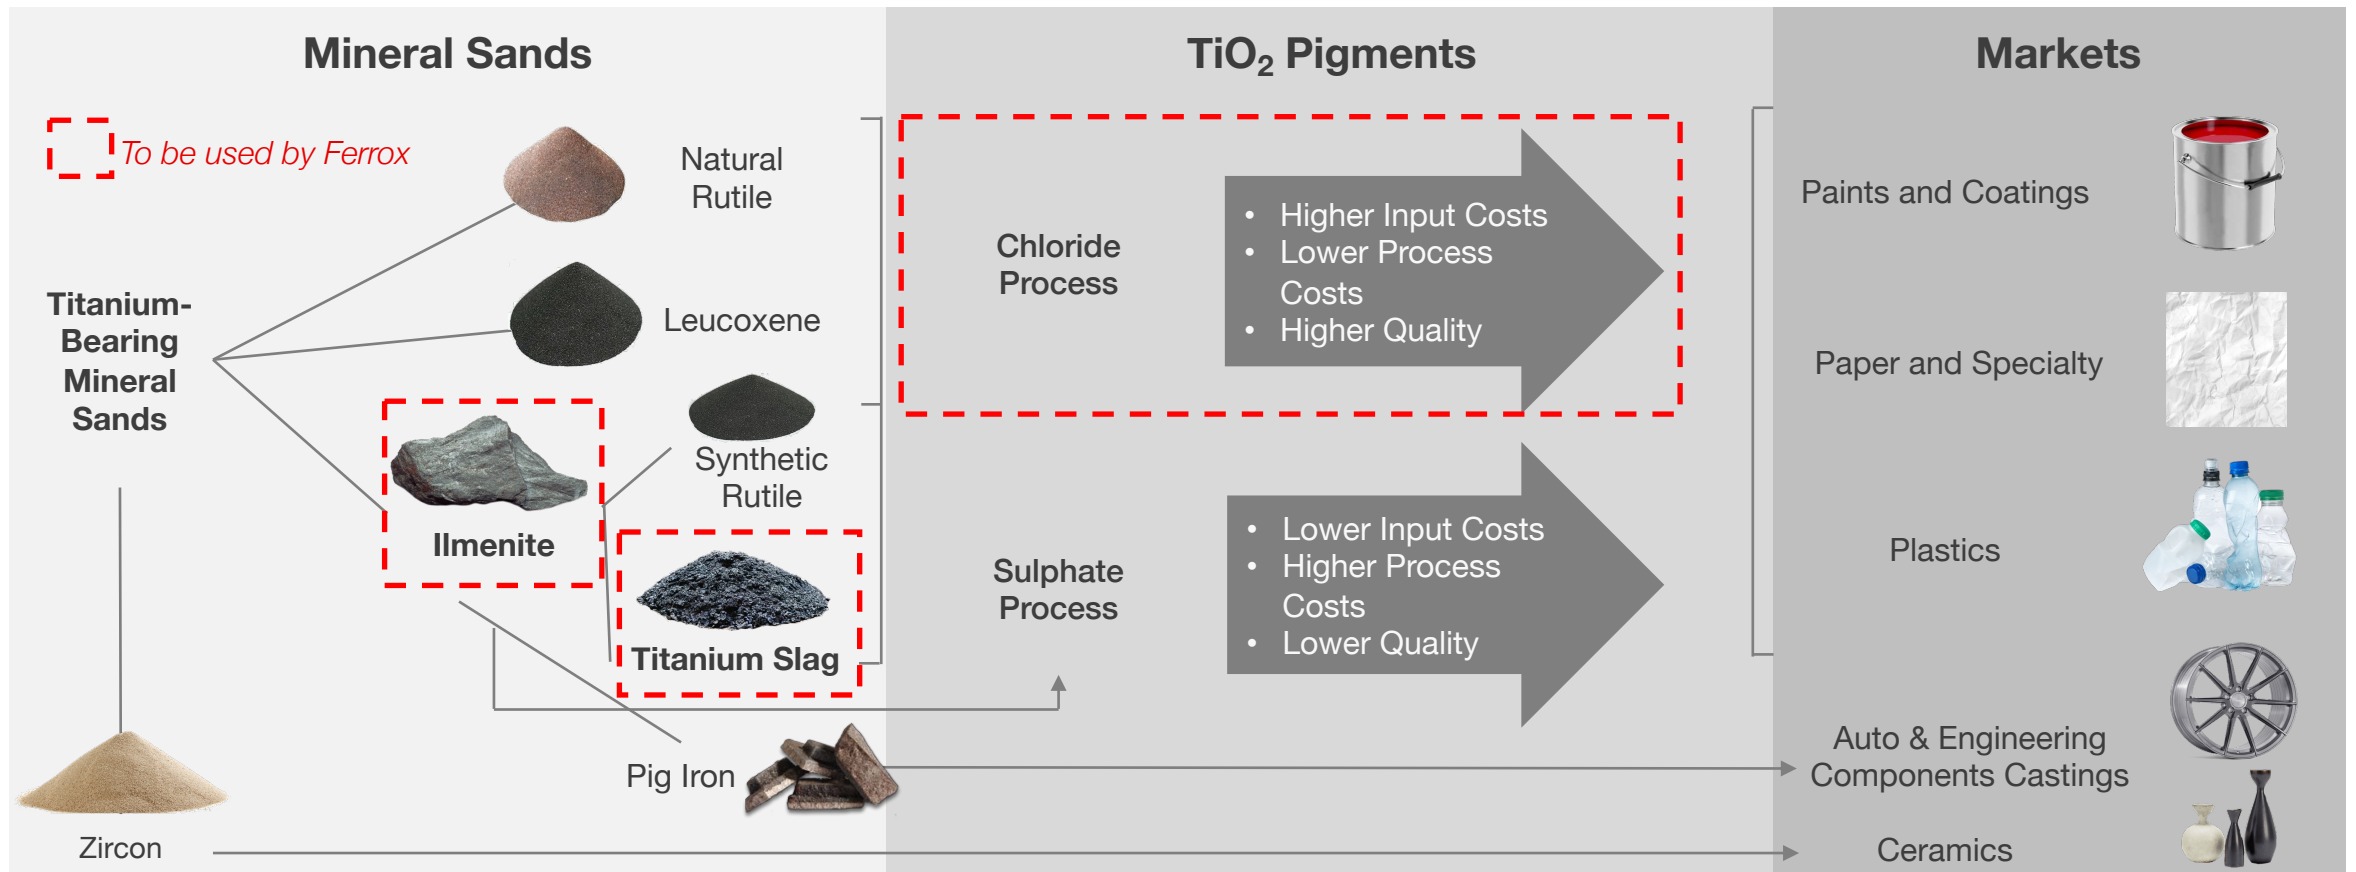 Mineral Sands
TiO₂ Pigments
Markets
To be used by Ferrox
Natural
Rutile
Leucoxene
Titanium-
Bearing
Mineral
Sands
Synthetic
Rutile
Ilmenite
Titanium Slag
Pig Iron
Zircon
Chloride
Process
• Higher Input Costs
• Lower Process
Costs
• Higher Quality
Sulphate
Process
• Lower Input Costs
• Higher Process
Costs
• Lower Quality
Paints and Coatings
Paper and Specialty
Plastics
Auto & Engineering
Components Castings
Ceramics